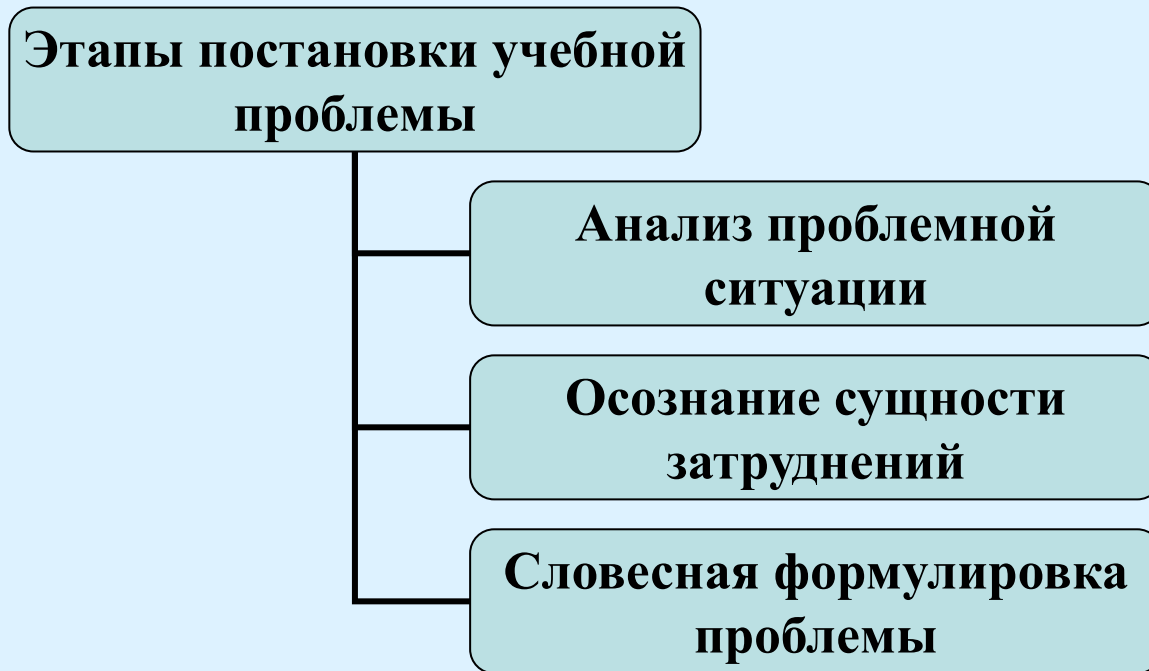 Этапы постановки учебной
проблемы
Анализ проблемной
ситуации
Осознание сущности
затруднений
Словесная формулировка
проблемы